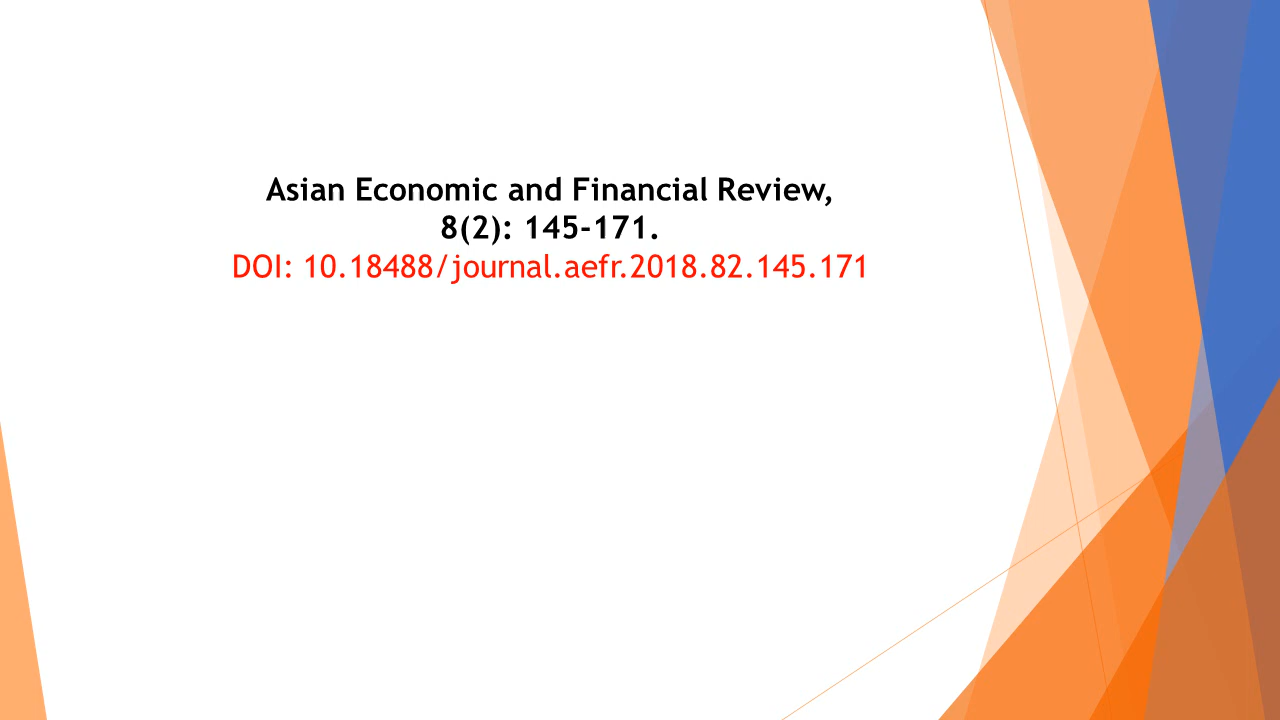 Asian Economic and Financial Review,
8(2): 145-171.
DOI: 10.18488/journal.aefr.2018.82.145.171